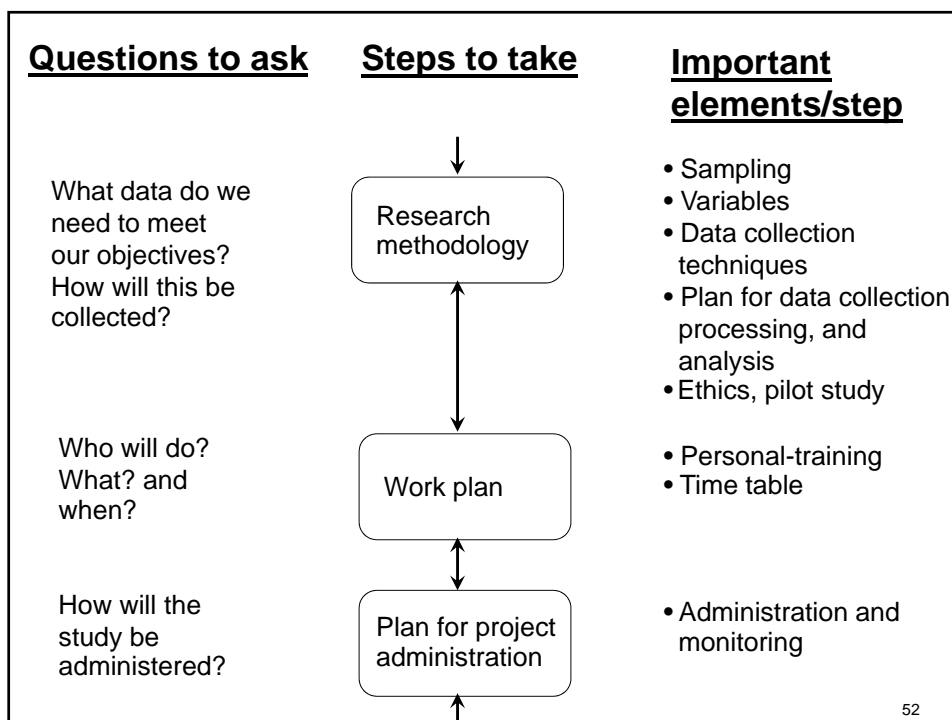 Questions to ask
Steps to take
Important
elements/step
What data do we
need to meet
our objectives?
How will this be
collected?
Research
methodology
• Sampling
• Variables
• Data collection
techniques
• Plan for data collection
processing, and
analysis
• Ethics, pilot study
Who will do?
What? and
when?
Work plan
• Personal-training
• Time table
How will the
study be
administered?
Plan for project
administration
• Administration and
monitoring
52